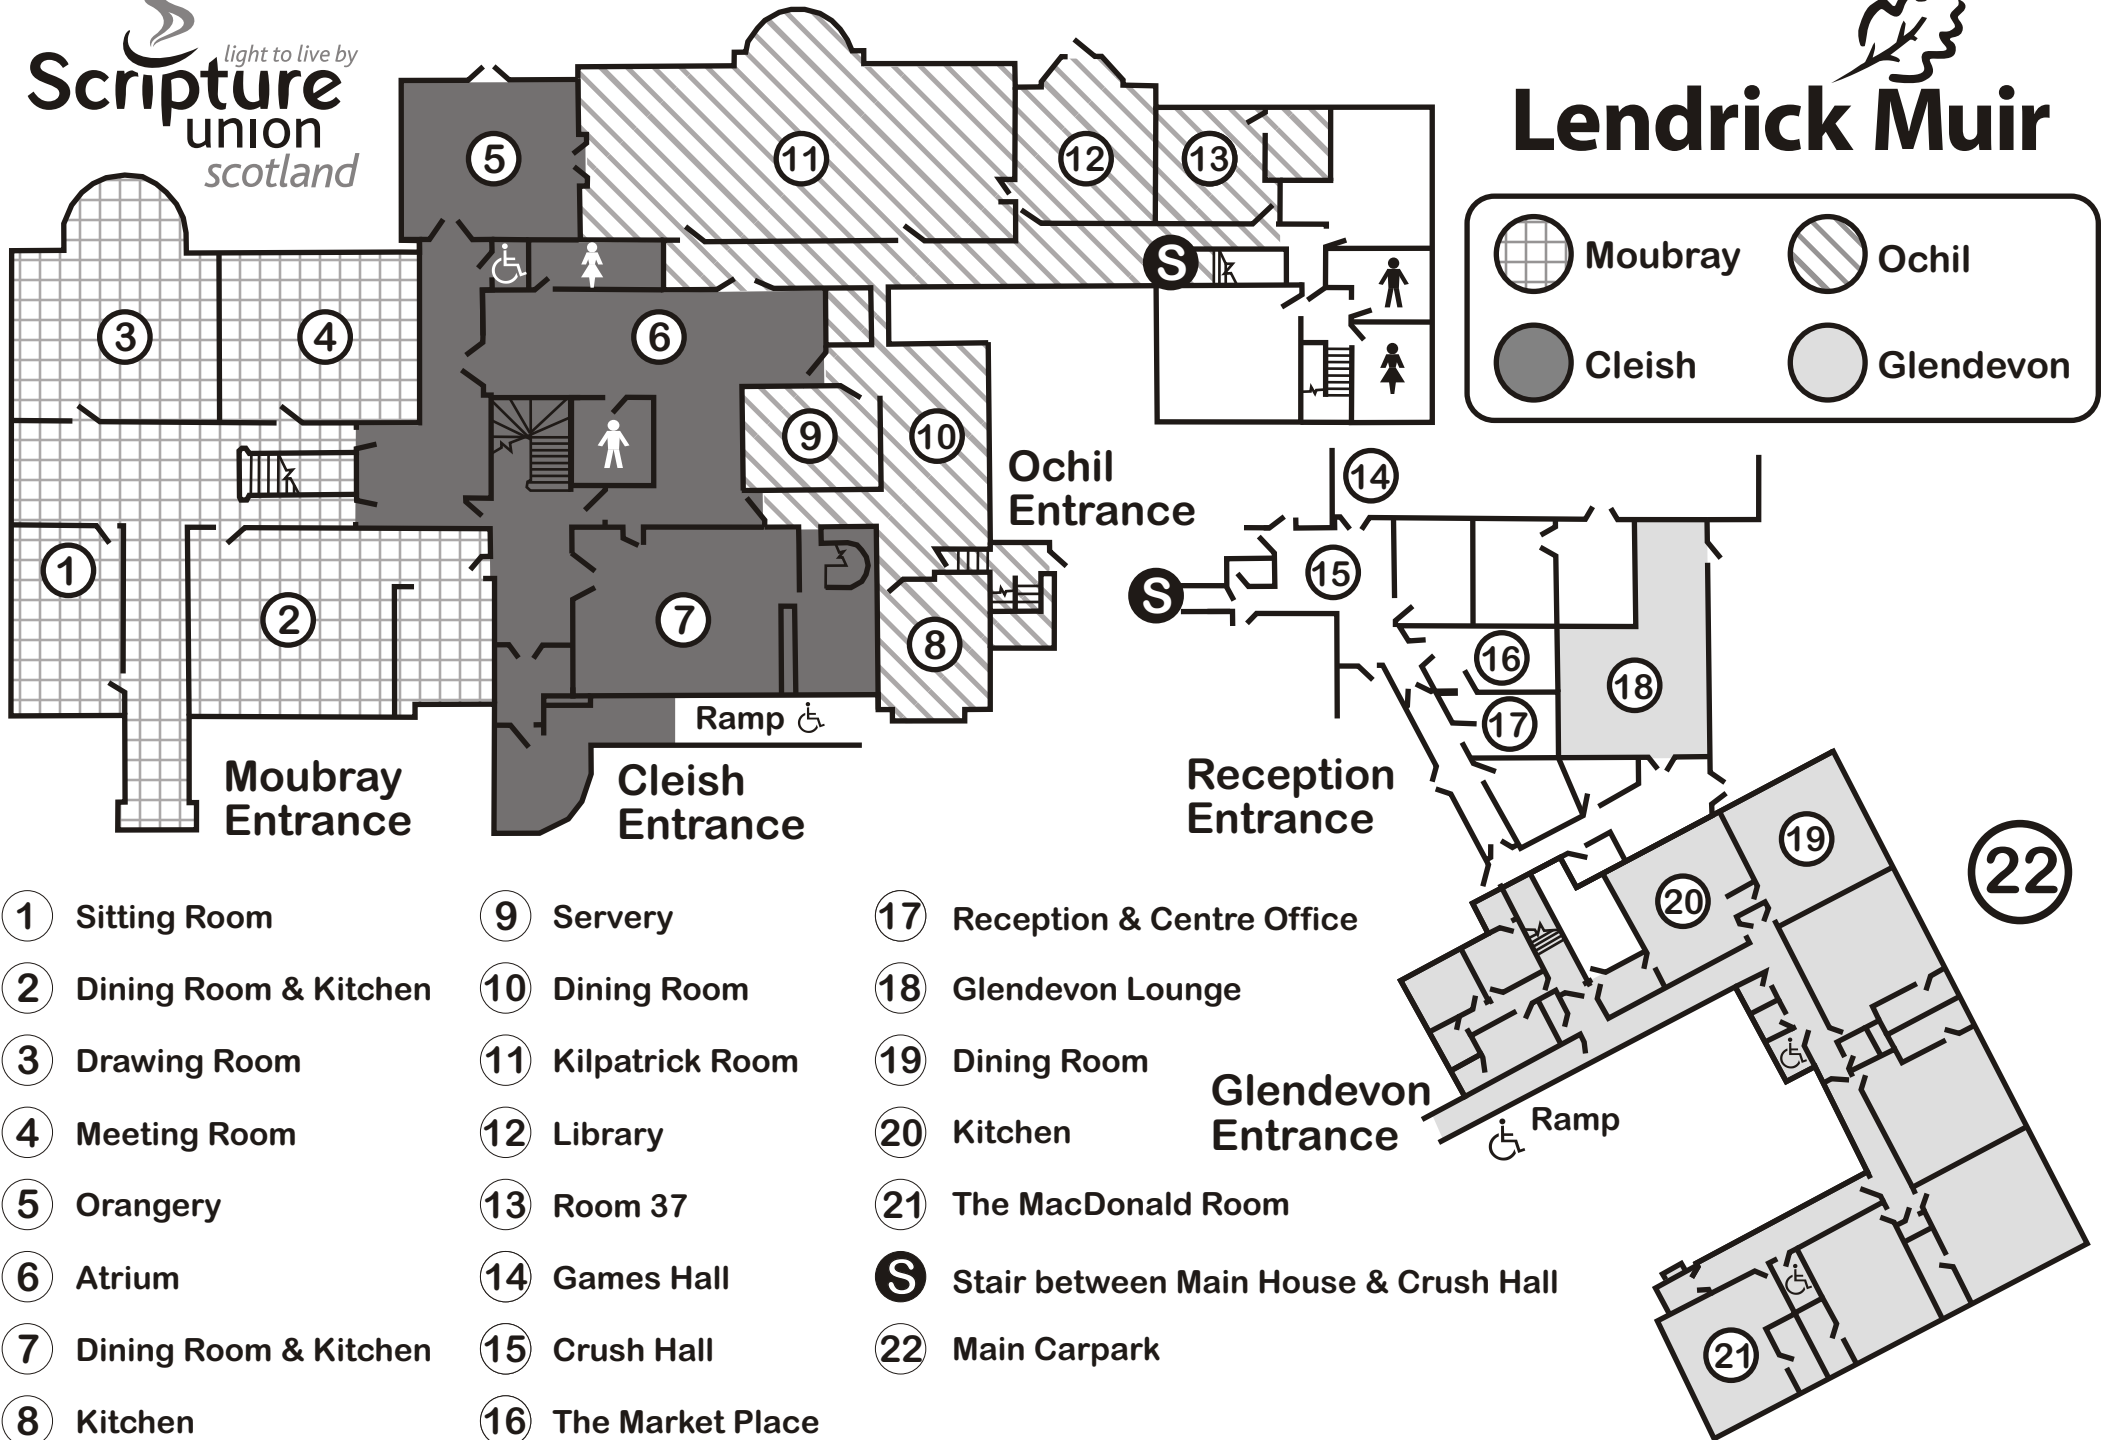 light to live by
Scripture
union
scotland
Lendrick Muir
Moubray
Ochil
Cleish
Glendevon
5
11
12
13
S
3
4
6
9
10
Ochil
Entrance
14
15
S
1
2
7
8
16
17
18
Ramp
Moubray
Entrance
Cleish
Entrance
Reception
Entrance
19
20
22
Glendevon
Entrance
Ramp
21
1 Sitting Room
2 Dining Room & Kitchen
3 Drawing Room
4 Meeting Room
5 Orangery
6 Atrium
7 Dining Room & Kitchen
8 Kitchen
9 Servery
10 Dining Room
11 Kilpatrick Room
12 Library
13 Room 37
14 Games Hall
15 Crush Hall
16 The Market Place
17 Reception & Centre Office
18 Glendevon Lounge
19 Dining Room
20 Kitchen
21 The MacDonald Room
S Stair between Main House & Crush Hall
22 Main Carpark